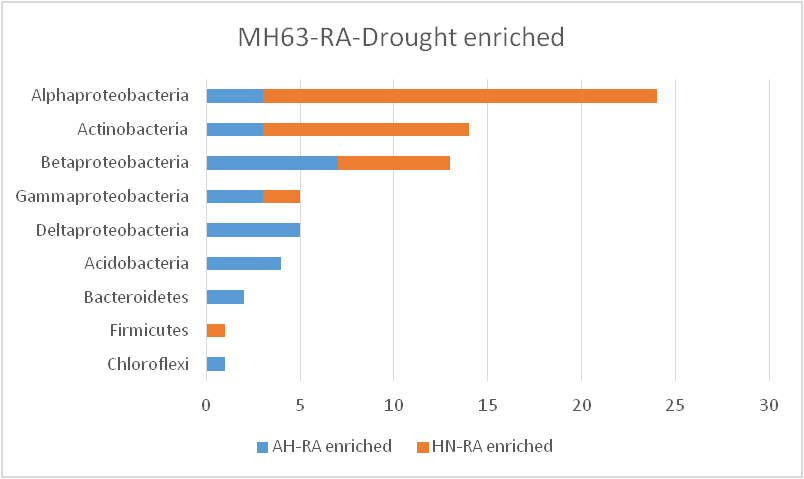 MH63-RA-Drought enriched
Alphaproteobacteria
Actinobacteria
Betaproteobacteria
Gammaproteobacteria
Deltaproteobacteria
Acidobacteria
Bacteroidetes
Firmicutes
Chloroflexi
0 5 10 15 20 25 30
AH-RA enriched HN-RA enriched